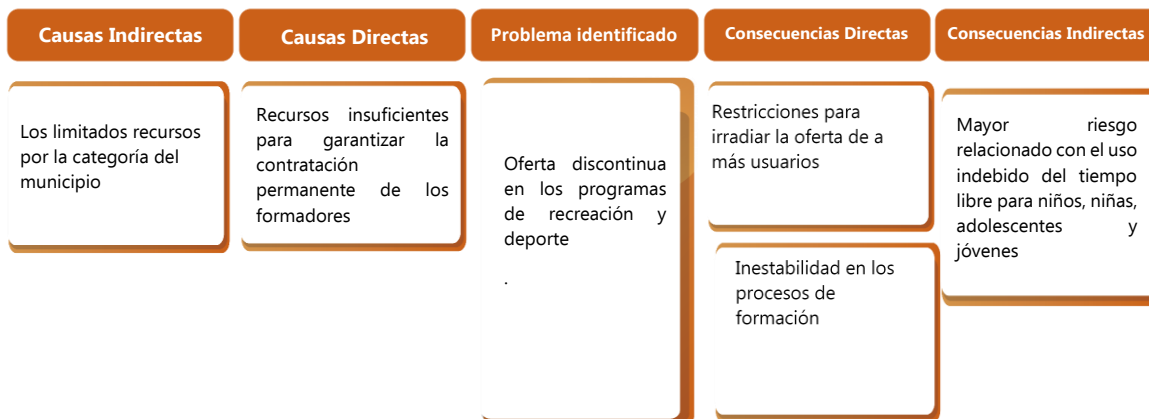 Causas Indirectas
Los limitados recursos
por la categoría del
municipio
Causas Directas
Recursos insuficientes
para garantizar la
contratación
permanente de los
formadores
Problema identificado
Oferta discontinua
en los programas
de recreación y
deporte
.
Consecuencias Directas
Restricciones para
irradiar la oferta de a
más usuarios
Inestabilidad en los
procesos de
formación
Consecuencias Indirectas
Mayor riesgo
relacionado con el uso
indebido del tiempo
libre para niños, niñas,
adolescentes y
jóvenes